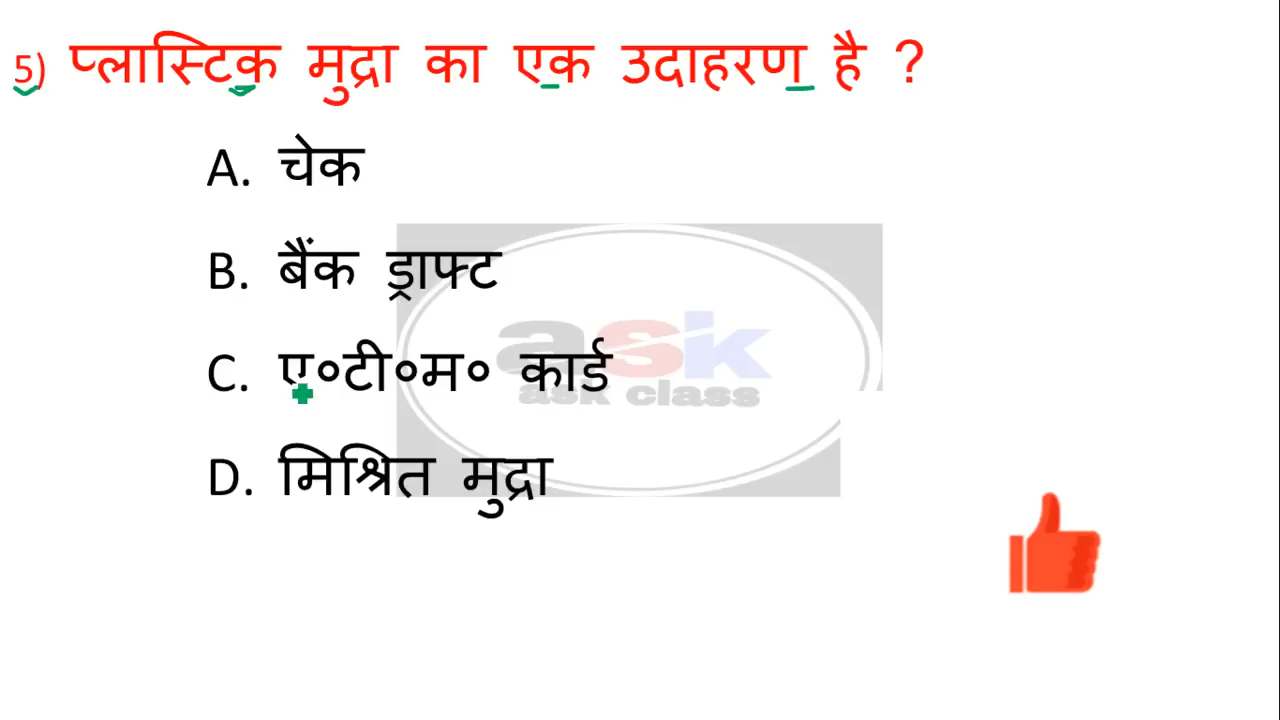 5) प्लास्टिक मुद्रा का एक उदाहरण है ?
A. चेक
B. बैंक ड्राफ्ट
C. ए०टी०म० कार्ड
D. मिश्रित मुद्रा
ask
ask class